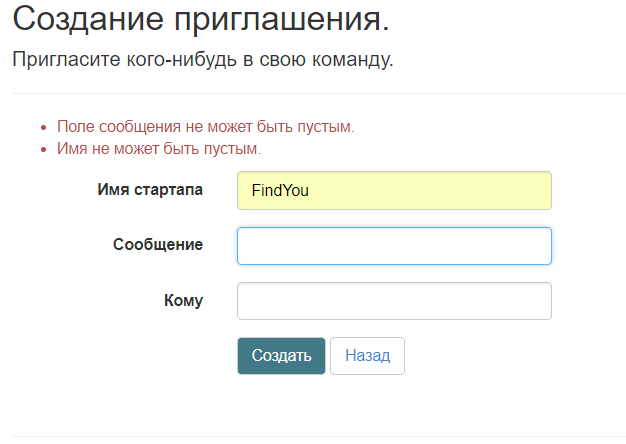 Создание приглашения.
Пригласите кого-нибудь в свою команду.
Поле сообщения не может быть пустым.
Имя не может быть пустым.
Имя стартапа FindYou
Сообщение
Кому
Создать Назад